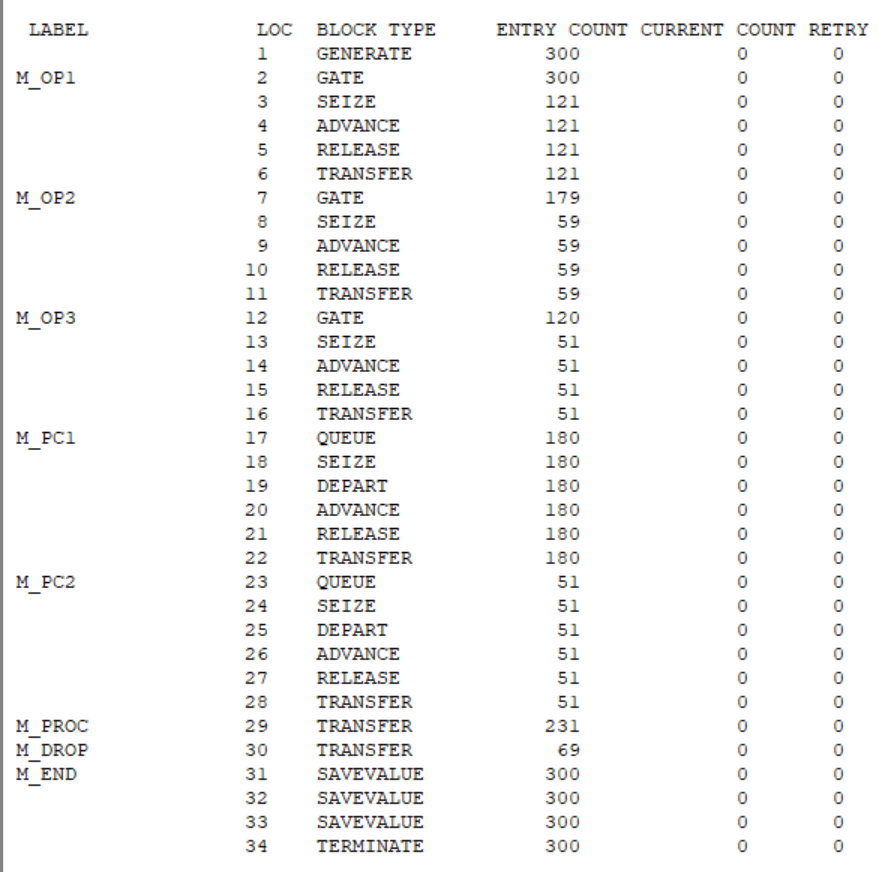 LABEL LOC BLOCK TYPE ENTRY COUNT CURRENT COUNT RETRY
1 GENERATE 300 0 0
M_OP1 2 GATE 300 0 0
3 SEIZE 121 0 0
4 ADVANCE 121 0 0
5 RELEASE 121 0 0
6 TRANSFER 121 0 0
M_OP2 7 GATE 179 0 0
8 SEIZE 59 0 0
9 ADVANCE 59 0 0
10 RELEASE 59 0 0
11 TRANSFER 59 0 0
M_OP3 12 GATE 120 0 0
13 SEIZE 51 0 0
14 ADVANCE 51 0 0
15 RELEASE 51 0 0
16 TRANSFER 51 0 0
M_PC1 17 QUEUE 180 0 0
18 SEIZE 180 0 0
19 DEPART 180 0 0
20 ADVANCE 180 0 0
21 RELEASE 180 0 0
22 TRANSFER 180 0 0
M_PC2 23 QUEUE 51 0 0
24 SEIZE 51 0 0
25 DEPART 51 0 0
26 ADVANCE 51 0 0
27 RELEASE 51 0 0
28 TRANSFER 51 0 0
M_PROC 29 TRANSFER 231 0 0
M_DROP 30 TRANSFER 69 0 0
M_END 31 SAVEVALUE 300 0 0
32 SAVEVALUE 300 0 0
33 SAVEVALUE 300 0 0
34 TERMINATE 300 0 0